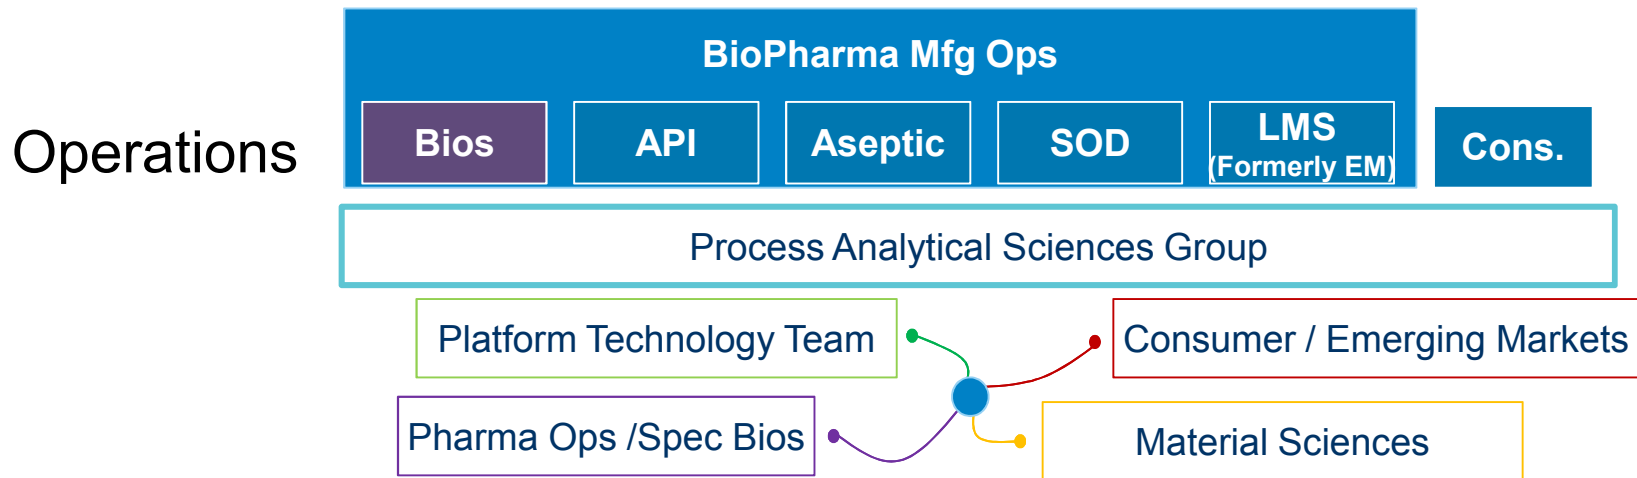 BioPharma Mfg Ops
Operations
Bios
API
Aseptic
SOD
LMS
(Formerly EM)
Cons.
Process Analytical Sciences Group
Platform Technology Team
Consumer / Emerging Markets
Pharma Ops /Spec Bios
Material Sciences